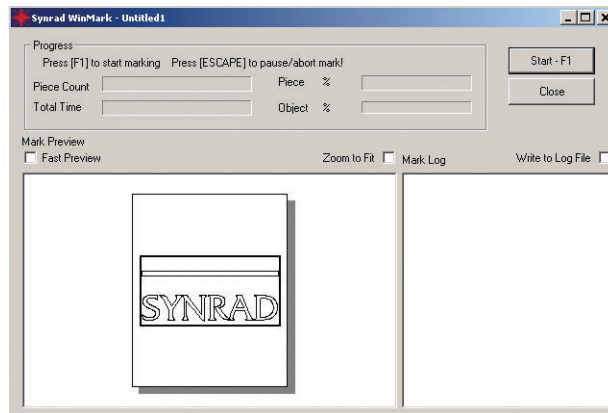 Synrad WinMark - Untitled1
Progress
Press [F1] to start marking Press [ESCAPE] to pause/abort mark!
Start - F1
Piece Count
Piece %
Close
Total Time
Object %
Mark Preview
Fast Preview
Zoom to Fit
Mark Log
Write to Log File
SYNRAD